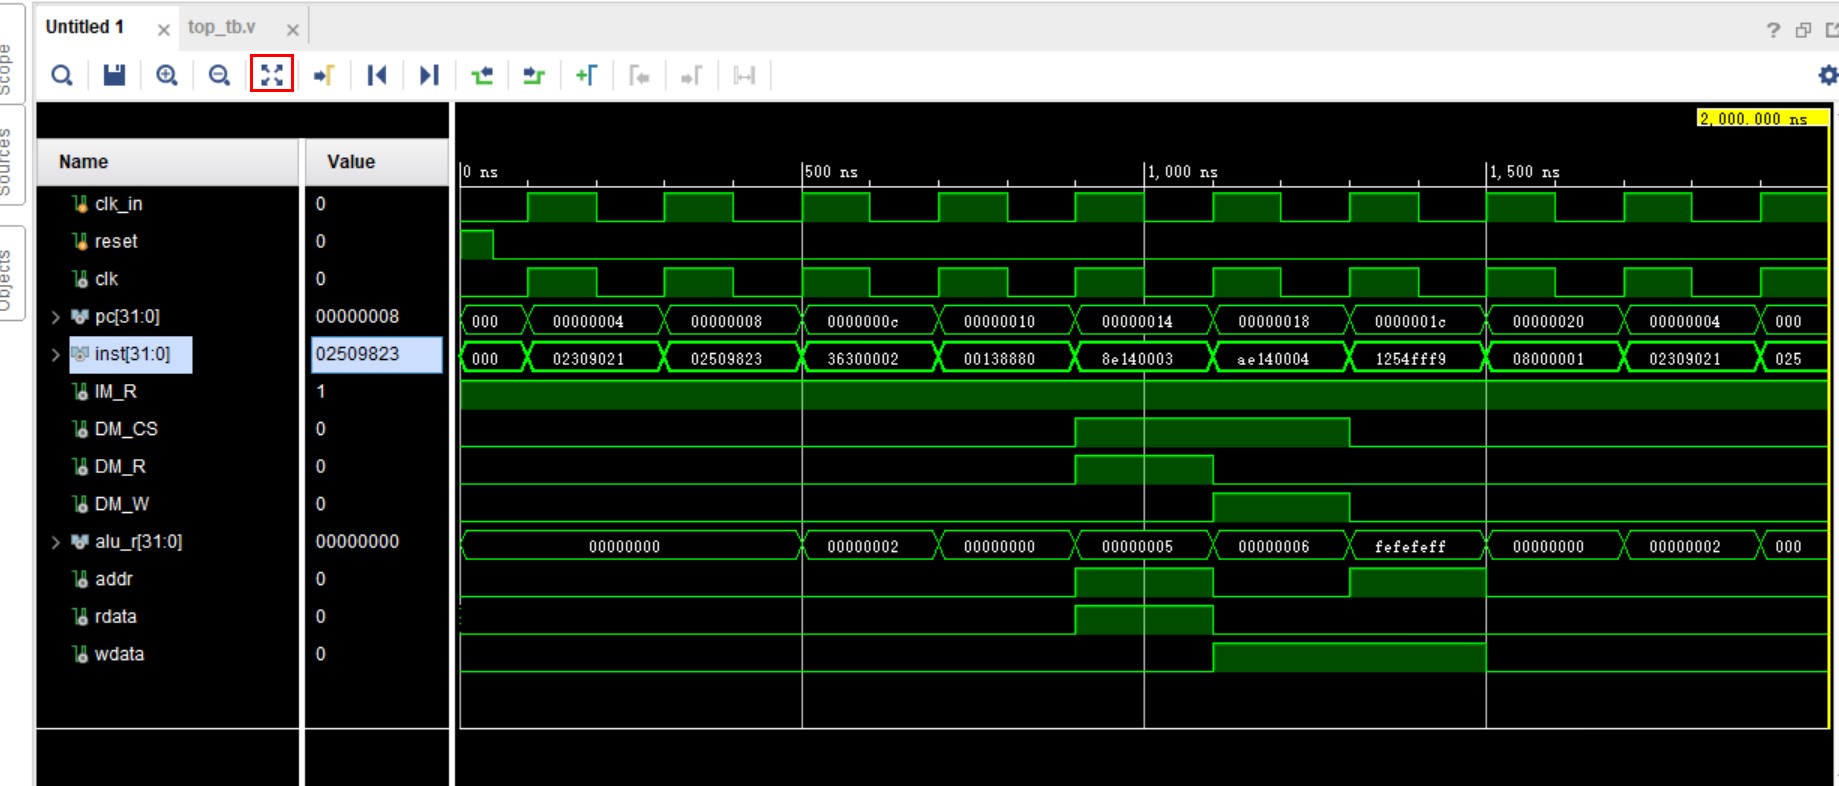 Untitled 1 × top_tb.v × ?
Scope
Sources
Objects
2,000.000 ns
Name Value
0 ns 500 ns 1,000 ns 1,500 ns
clk_in 0
reset 0
clk 0
pc[31:0] 00000008 000 00000004 00000008 0000000c 00000010 00000014 00000018 0000001c 00000020 00000004 000
inst[31:0] 02509823 000 02309021 02509823 36300002 00138880 8e140003 ae140004 1254fff9 08000001 02309021 025
IM_R 1
DM_CS 0
DM_R 0
DM_W 0
alu_r[31:0] 00000000 00000000 00000002 00000000 00000005 00000006 fefefeff 00000000 00000002 000
addr 0
rdata 0
wdata 0